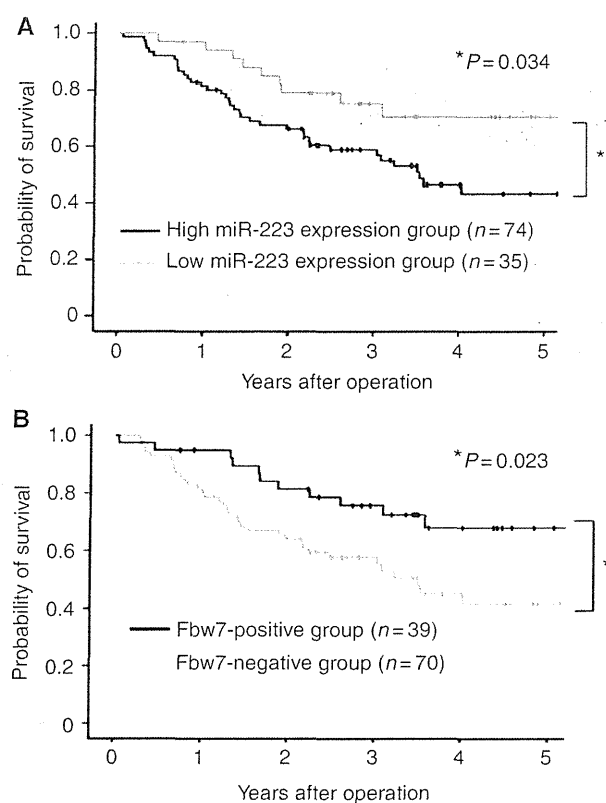 A
Probability of survival
1.0
0.8
0.6
0.4
0.2
0
*P=0.034
*
High miR-223 expression group (n=74)
Low miR-223 expression group (n=35)
0 1 2 3 4 5
Years after operation
B
Probability of survival
1.0
0.8
0.6
0.4
0.2
0
*P=0.023
*
Fbw7-positive group (n=39)
Fbw7-negative group (n=70)
0 1 2 3 4 5
Years after operation